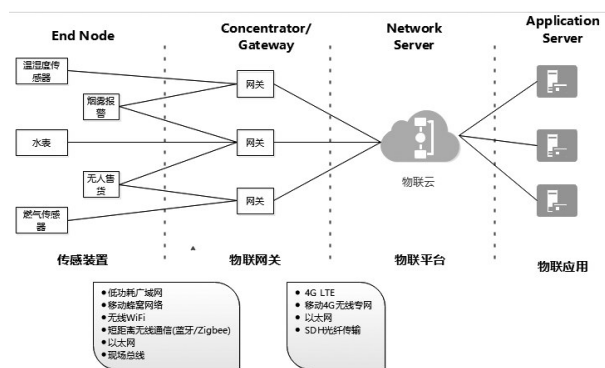 End Node
Concentrator/
Gateway
Network
Server
Application
Server
温湿度传
感器
烟雾报
警
水表
无人售
货
燃气传感
器
网关
网关
网关
物联云
传感装置
物联网关
物联平台
物联应用
●低功耗广域网
●移动蜂窝网络
●无线WiFi
●短距离无线通信(蓝牙/Zigbee)
●以太网
●现场总线
●4G LTE
●移动4G无线专网
●以太网
●SDH光纤传输